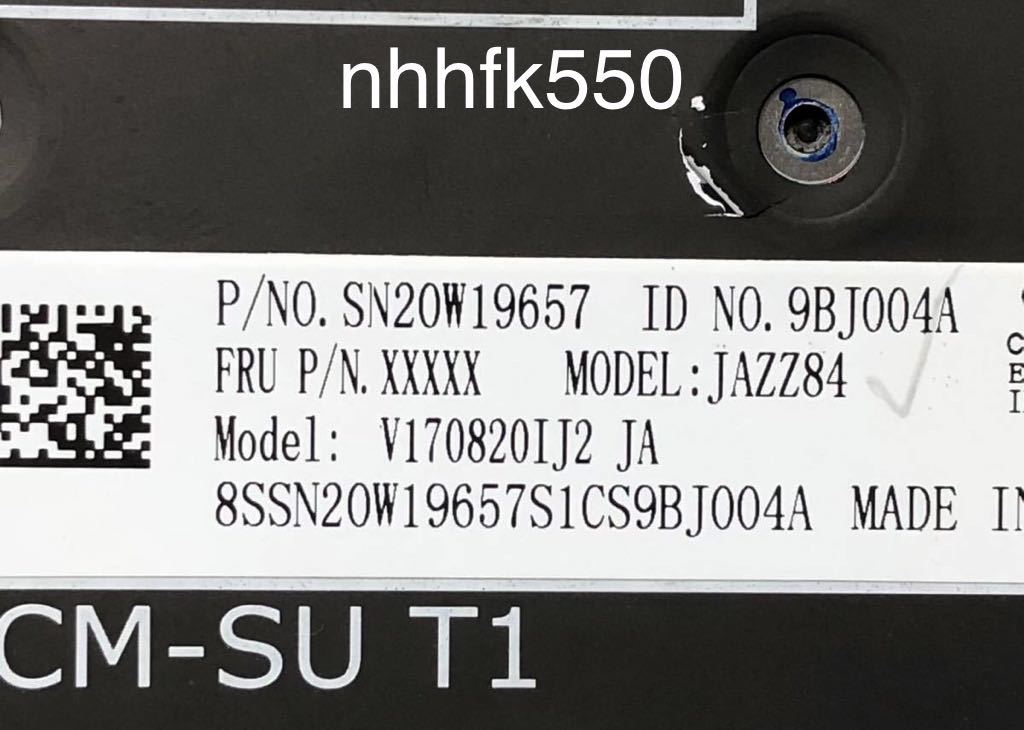 nhhfk550
P/NO. SN20W19657 ID NO. 9BJ004A
FRU P/N. XXXXX MODEL:JAZZ84
Model: V170820IJ2 JA
8SSN20W19657S1CS9BJ004A MADE IN
CM-SU T1